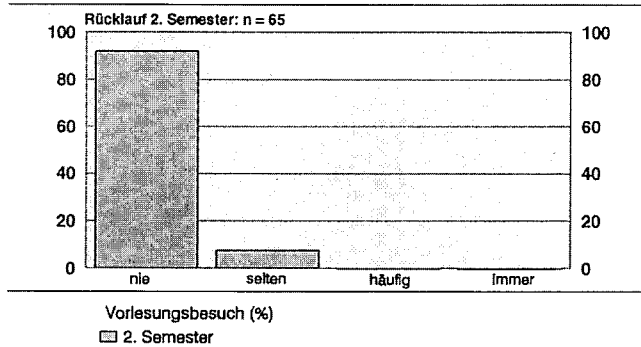 Rücklauf 2. Semester: n = 65
100 100
80 80
60 60
40 40
20 20
0 0
nie selten häufig immer
Vorlesungsbesuch (%)
2. Semester